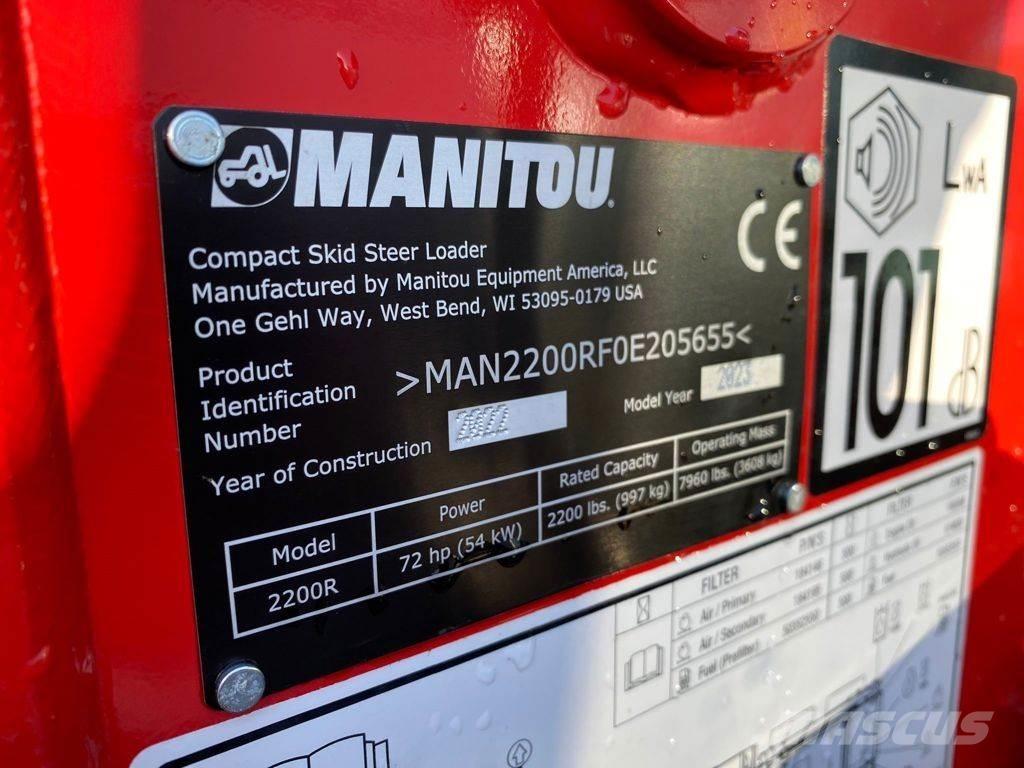 MANITOU
Compact Skid Steer Loader
Manufactured by Manitou Equipment America, LLC
One Gehl Way, West Bend, WI 53095-0179 USA
CE
Product
Identification
Number
>MAN2200RF0E205655<
Year of Construction 2022
Model Year 2023
Model Power Rated Capacity Operating Mass
2200R 72 hp (54 kW) 2200 lbs. (997 kg) 7960 lbs. (3608 kg)
LWA
101
dB
FILTER P/N'S
Air / Primary
Air / Secondary
Fuel (Prefilter)
FILTER
MASCUS